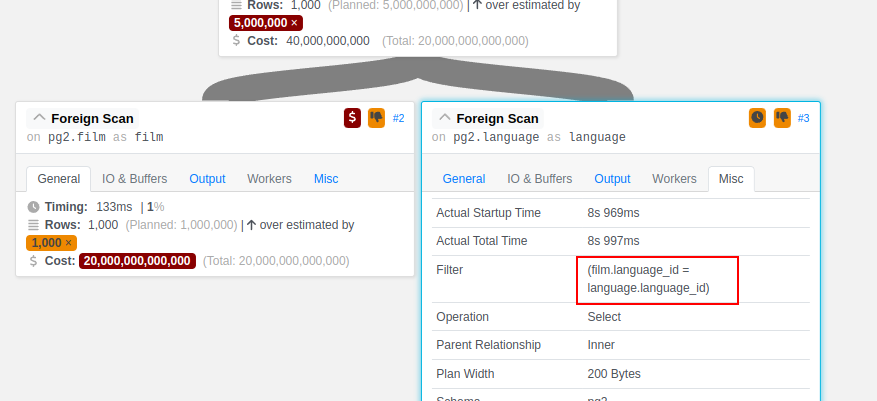 Rows: 1,000 (Planned: 5,000,000,000) | over estimated by
5,000,000 ×
$ Cost: 40,000,000,000 (Total: 20,000,000,000,000)
Foreign Scan $ #2
on pg2.film as film
General IO & Buffers Output Workers Misc
Timing: 133ms | 1%
Rows: 1,000 (Planned: 1,000,000) | over estimated by
1,000 ×
$ Cost: 20,000,000,000,000 (Total: 20,000,000,000,000)
Foreign Scan #3
on pg2.language as language
General IO & Buffers Output Workers Misc
Actual Startup Time 8s 969ms
Actual Total Time 8s 997ms
Filter (film.language_id =
language.language_id)
Operation Select
Parent Relationship Inner
Plan Width 200 Bytes
Schema pg2